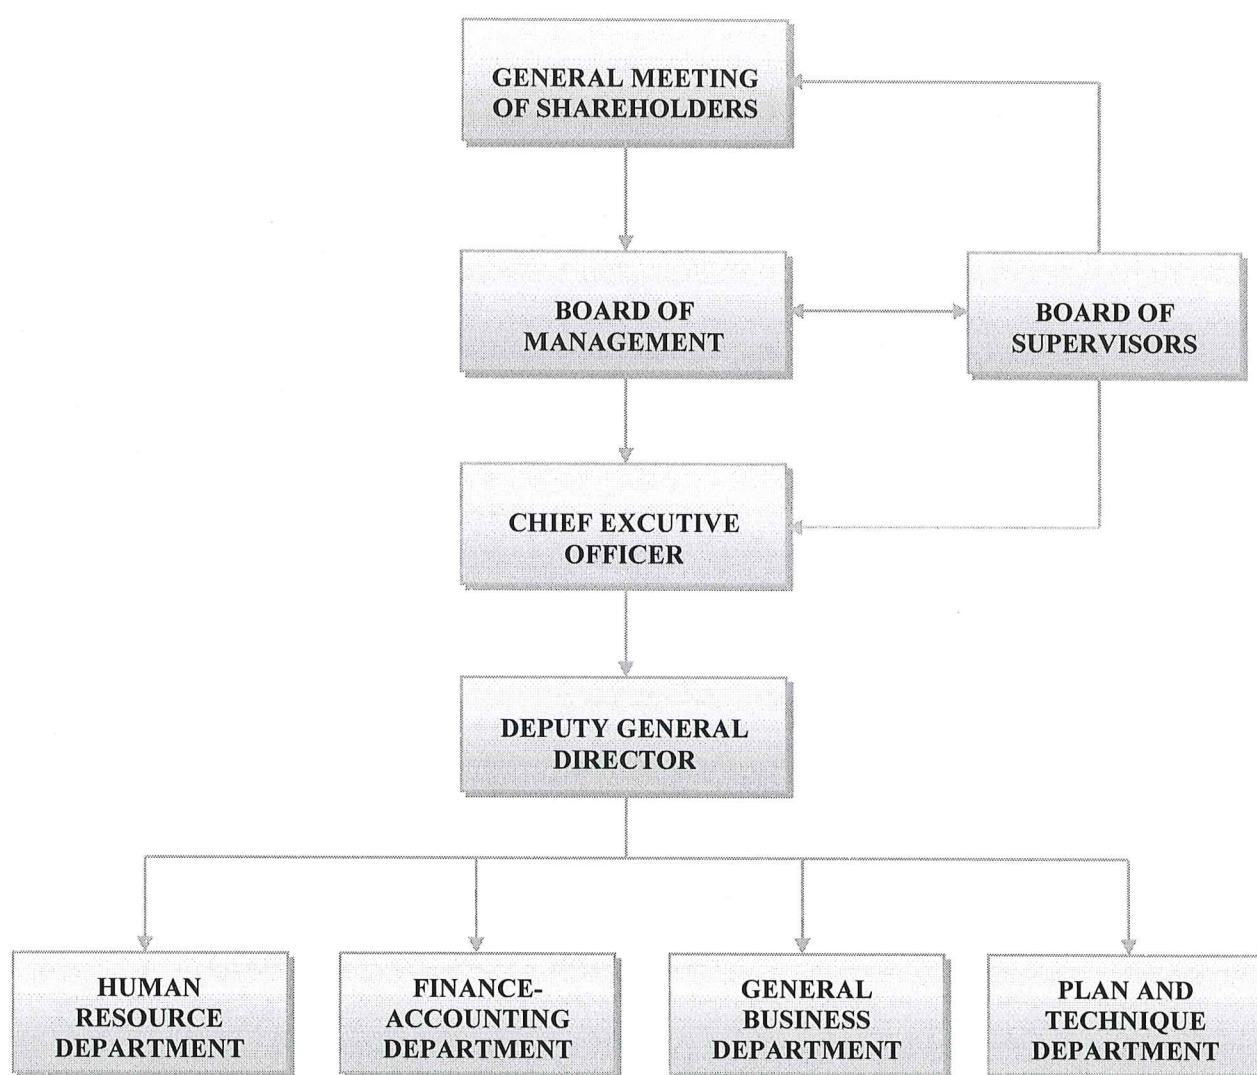 GENERAL MEETING
OF SHAREHOLDERS
BOARD OF
MANAGEMENT
BOARD OF
SUPERVISORS
CHIEF EXCUTIVE
OFFICER
DEPUTY GENERAL
DIRECTOR
HUMAN
RESOURCE
DEPARTMENT
FINANCE-
ACCOUNTING
DEPARTMENT
GENERAL
BUSINESS
DEPARTMENT
PLAN AND
TECHNIQUE
DEPARTMENT